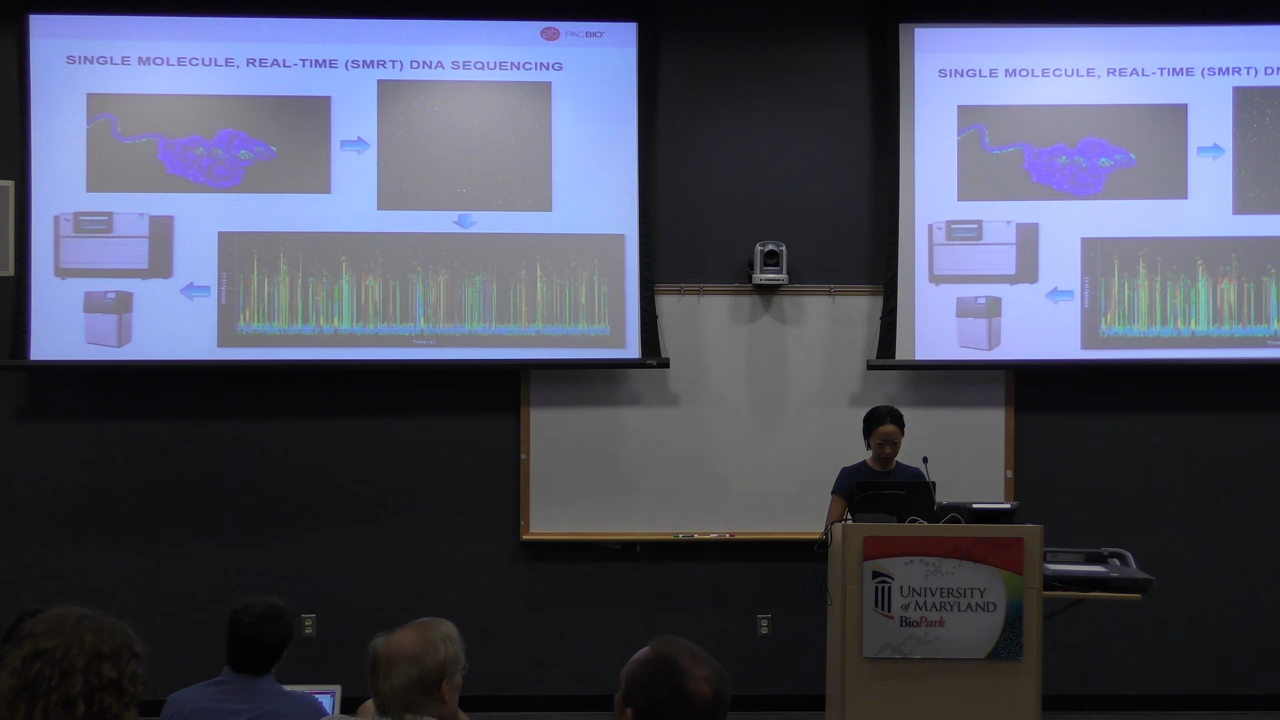 PACBIO®
SINGLE MOLECULE, REAL-TIME (SMRT) DNA SEQUENCING
SINGLE MOLECULE, REAL-TIME (SMRT) DN
UNIVERSITY
of MARYLAND
BioPark